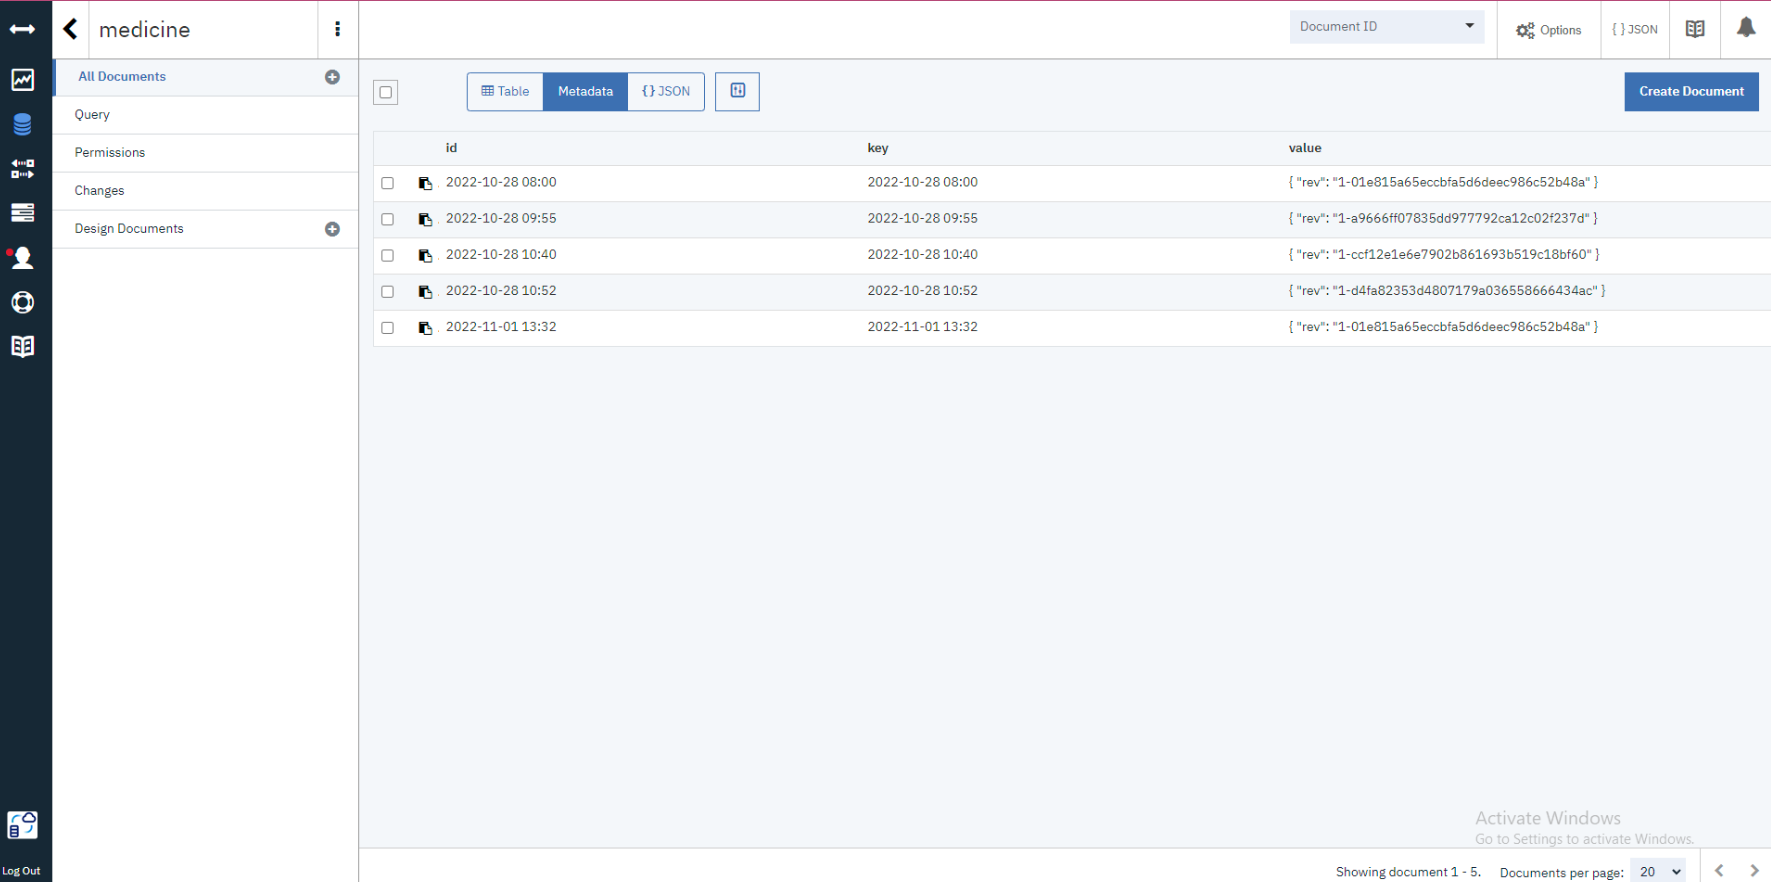 medicine
Document ID
Options
{ } JSON
All Documents
Query
Permissions
Changes
Design Documents
Table Metadata {} JSON
Create Document
id key value
2022-10-28 08:00 2022-10-28 08:00 { "rev": "1-01e815a65eccbfa5d6deec986c52b48a" }
2022-10-28 09:55 2022-10-28 09:55 { "rev": "1-a9666ff07835dd977792ca12c02f237d" }
2022-10-28 10:40 2022-10-28 10:40 { "rev": "1-ccf12e1e6e7902b861693b519c18bf60" }
2022-10-28 10:52 2022-10-28 10:52 { "rev": "1-d4fa82353d4807179a036558666434ac" }
2022-11-01 13:32 2022-11-01 13:32 { "rev": "1-01e815a65eccbfa5d6deec986c52b48a" }
Activate Windows
Go to Settings to activate Windows.
Log Out
Showing document 1 - 5. Documents per page: 20